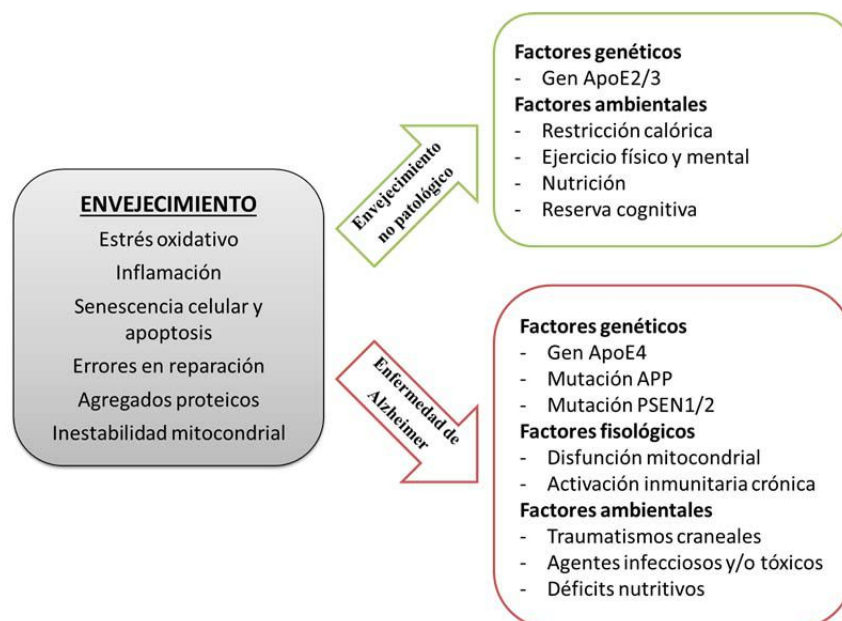 ENVEJECIMIENTO
Estrés oxidativo
Inflamación
Senescencia celular y
apoptosis
Errores en reparación
Agregados proteicos
Inestabilidad mitocondrial
Envejecimiento
no patológico
Factores genéticos
- Gen ApoE2/3
Factores ambientales
- Restricción calórica
- Ejercicio físico y mental
- Nutrición
- Reserva cognitiva
Enfermedad de
Alzheimer
Factores genéticos
- Gen ApoE4
- Mutación APP
- Mutación PSEN1/2
Factores fisológicos
- Disfunción mitocondrial
- Activación inmunitaria crónica
Factores ambientales
- Traumatismos craneales
- Agentes infecciosos y/o tóxicos
- Déficits nutritivos